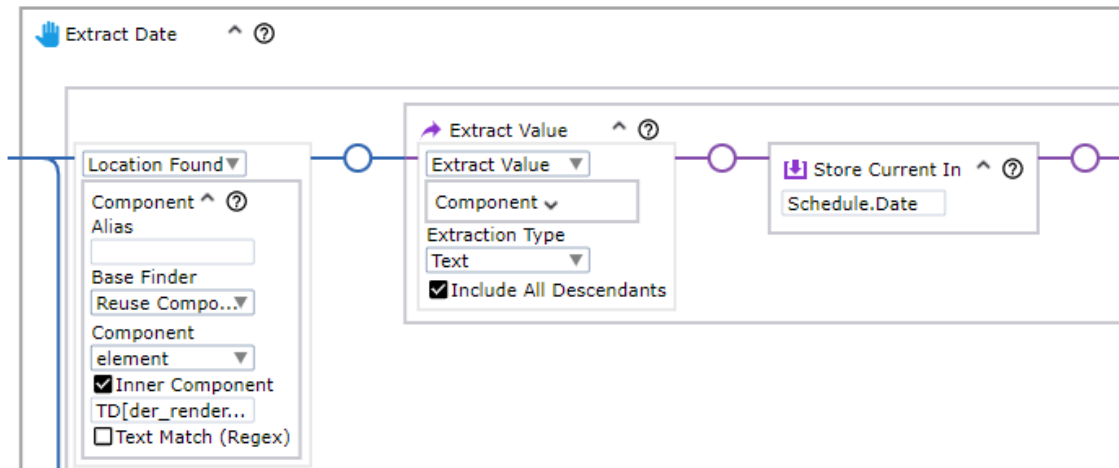 Extract Date
Extract Value
Location Found
Extract Value
Store Current In
Component
Component
Schedule.Date
Alias
Extraction Type
Text
Base Finder
Include All Descendants
Reuse Compo...
Component
element
Inner Component
TD[der_render...
Text Match (Regex)